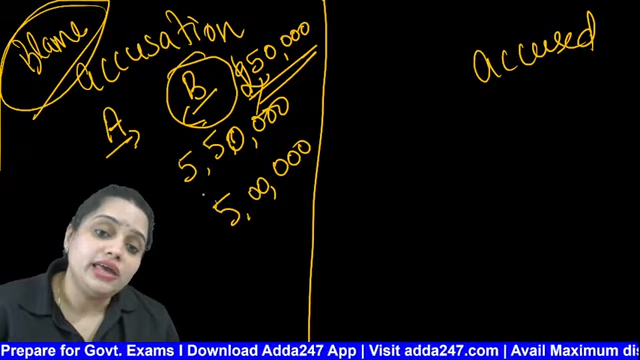 Blame
accusation
accused
A
B
$50,000
5,50,000
5,00,000
Prepare for Govt. Exams I Download Adda247 App | Visit adda247.com | Avail Maximum dis